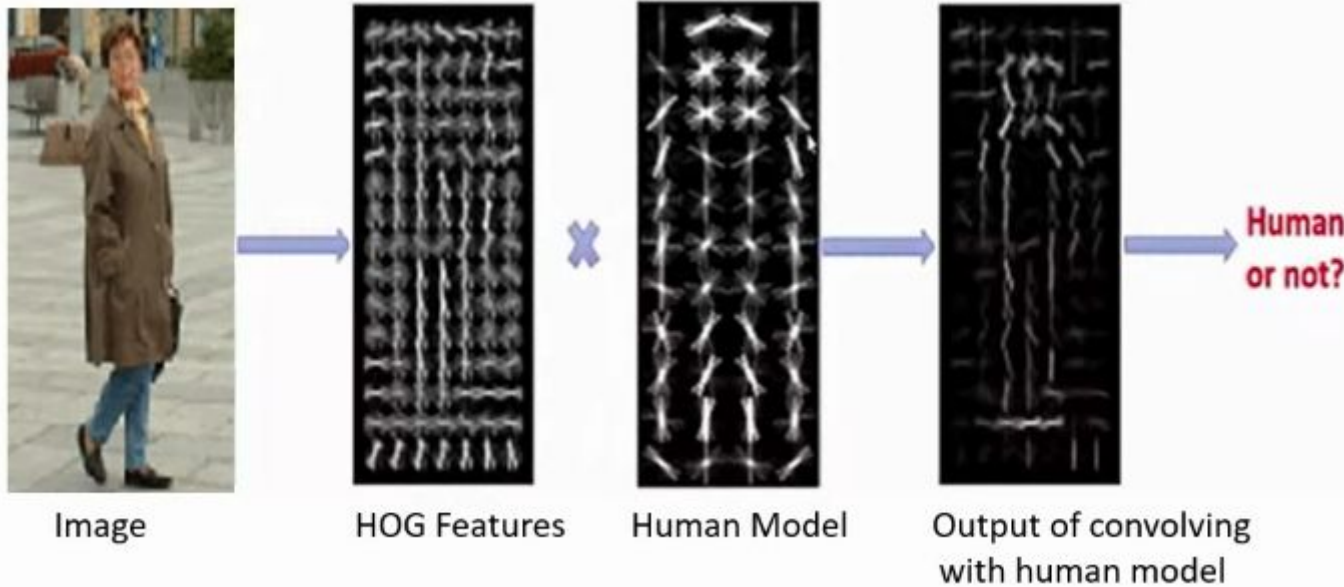 Human
or not?
Image
HOG Features
Human Model
Output of convolving
with human model